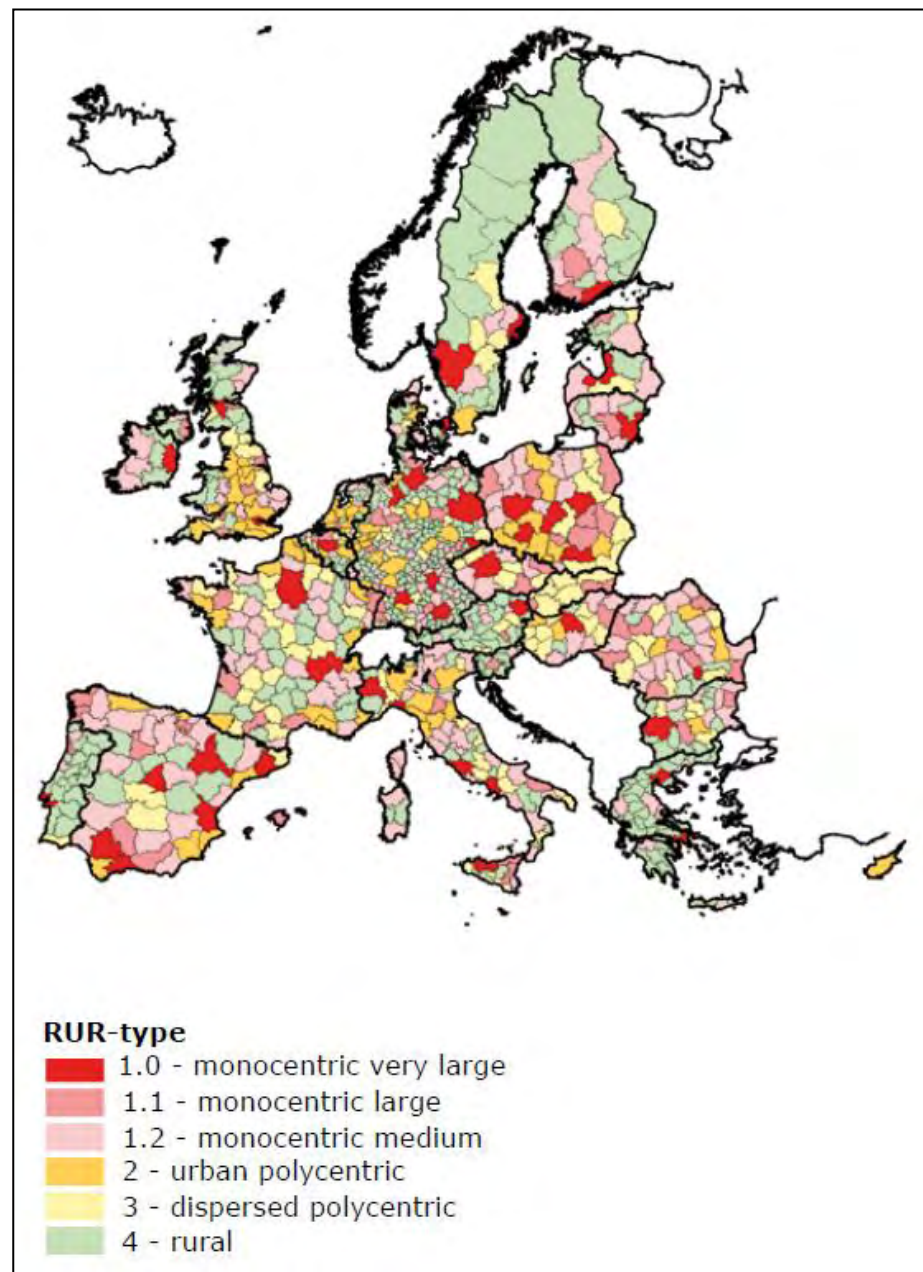 RUR-type
1.0 - monocentric very large
1.1 - monocentric large
1.2 - monocentric medium
2 - urban polycentric
3 - dispersed polycentric
4 - rural